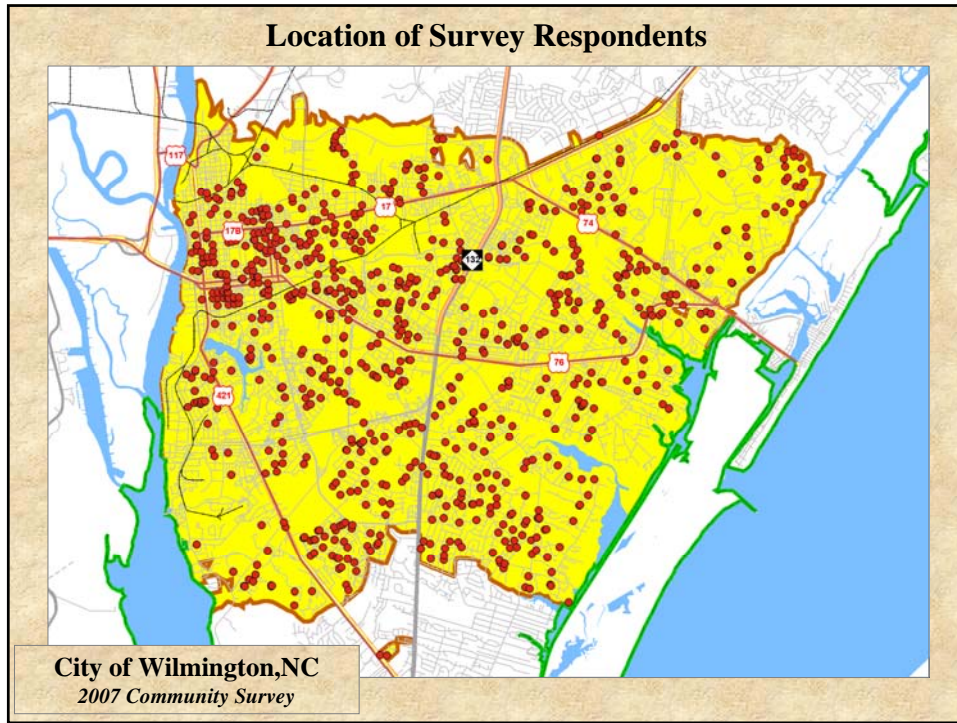 Location of Survey Respondents
117
17
17B
74
132
76
421
City of Wilmington,NC
2007 Community Survey